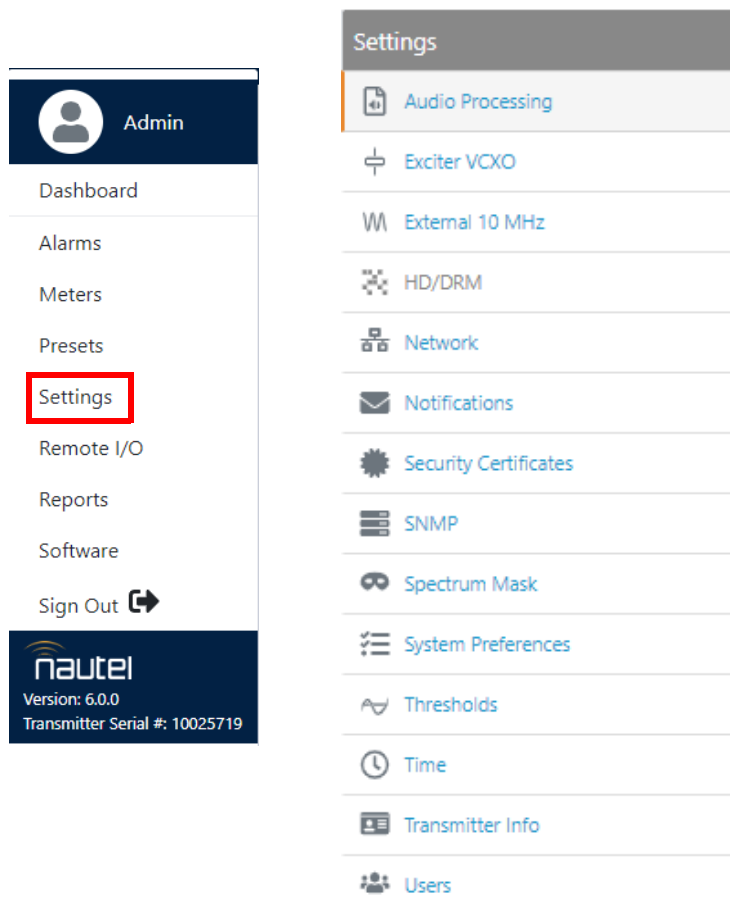 Admin
Dashboard
Alarms
Meters
Presets
Settings
Remote I/O
Reports
Software
Sign Out
nautel
Version: 6.0.0
Transmitter Serial #: 10025719
Settings
Audio Processing
Exciter VCXO
External 10 MHz
HD/DRM
Network
Notifications
Security Certificates
SNMP
Spectrum Mask
System Preferences
Thresholds
Time
Transmitter Info
Users